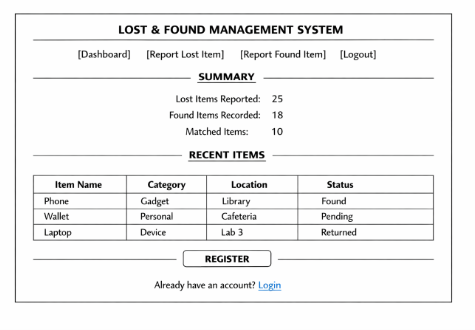 LOST & FOUND MANAGEMENT SYSTEM
[Dashboard] [Report Lost Item] [Report Found Item] [Logout]
SUMMARY
Lost Items Reported: 25
Found Items Recorded: 18
Matched Items: 10
RECENT ITEMS
Item Name Category Location Status
Phone Gadget Library Found
Wallet Personal Cafeteria Pending
Laptop Device Lab 3 Returned
REGISTER
Already have an account? Login